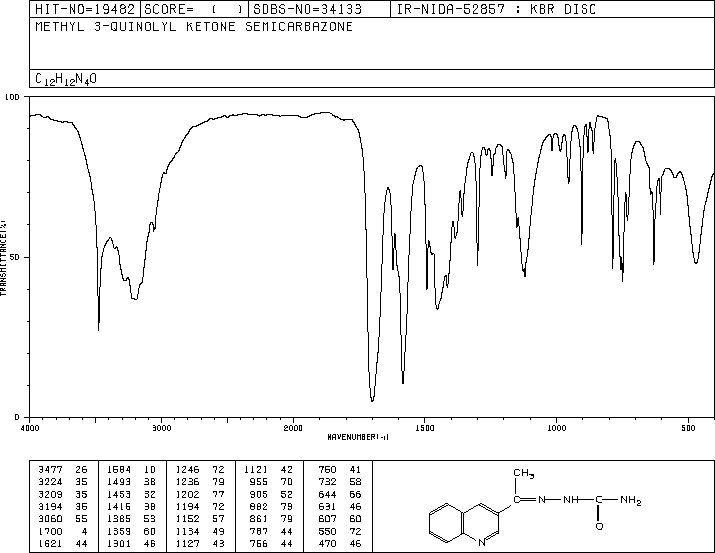 HIT-NO=19482 SCORE= ( ) SDBS-NO=34133 IR-NIDA-52857 : KBR DISC
METHYL 3-QUINOLYL KETONE SEMICARBAZONE
C12H12N4O
100
50
0
TRANSMITTANCE(%)
4000 3000 2000 1500 1000 500
WAVENUMBER(-1)
3477 26 1584 10 1246 72 1121 42 750 41
3224 35 1493 38 1236 79 955 70 732 58
3209 35 1453 32 1202 77 905 52 644 66
3194 35 1416 38 1194 72 882 79 631 46
3060 55 1385 53 1152 57 861 79 607 60
1700 4 1359 60 1134 49 787 44 550 72
1621 44 1301 46 1127 43 756 44 470 46
CH3
C N NH C NH2
O
N